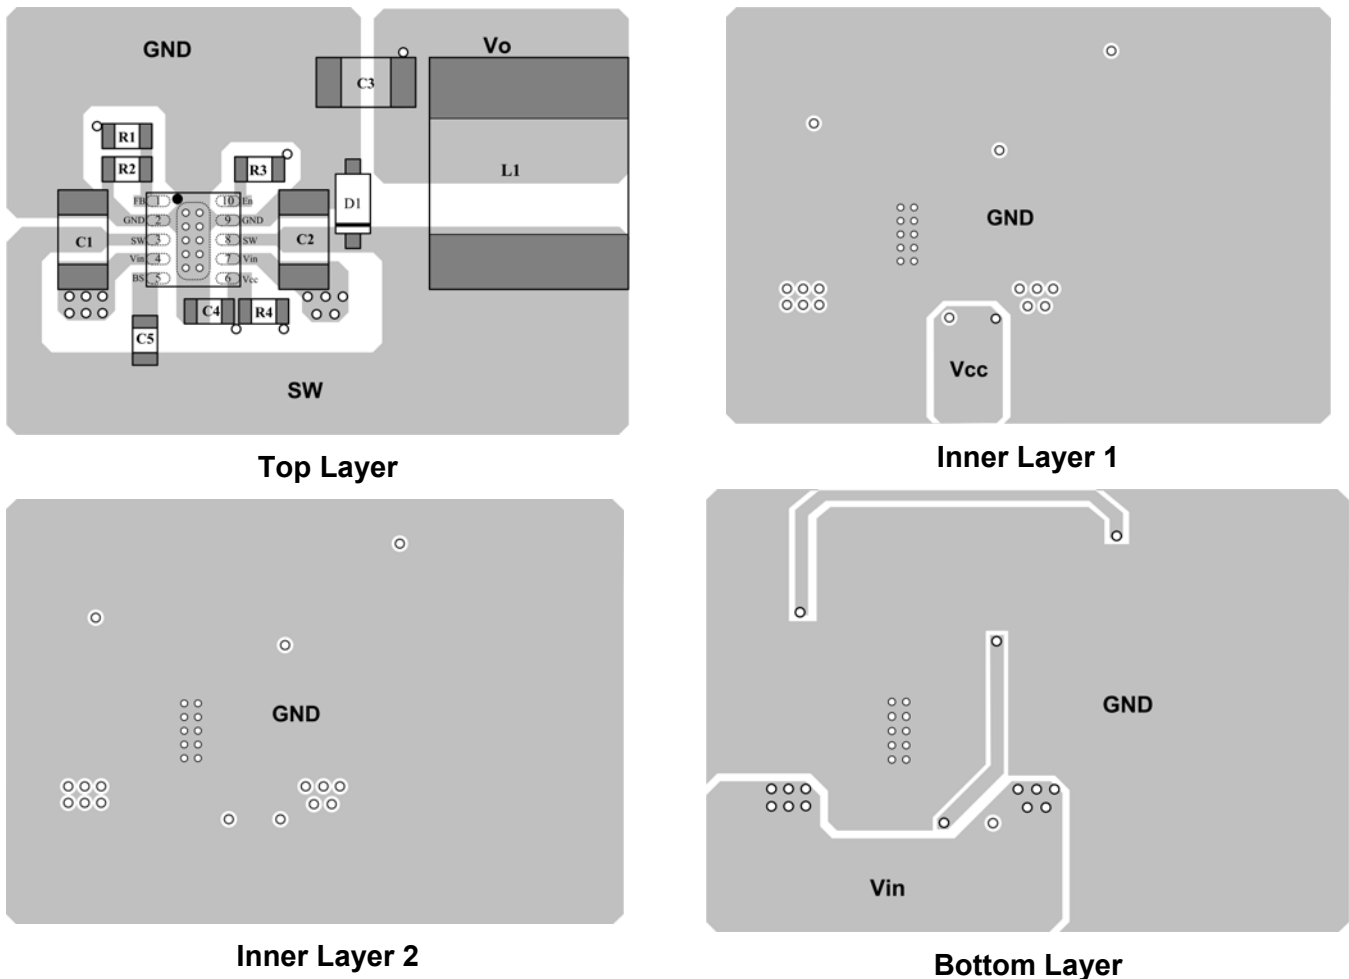 GND
Vo
C3
R1
R2
R3
L1
FB 1
10 En
D1
GND 2
9 GND
C1
SW 3
8 SW
C2
Vin 4
7 Vin
BS 5
6 Vcc
C4
R4
C5
SW
Top Layer
GND
Vcc
Inner Layer 1
GND
Inner Layer 2
GND
Vin
Bottom Layer